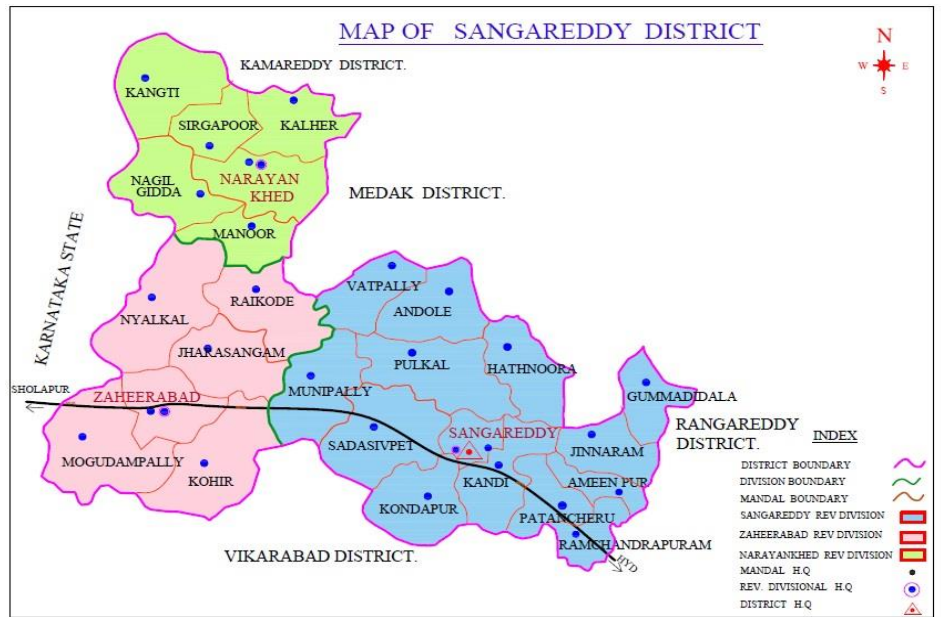 MAP OF SANGAREDDY DISTRICT
N
W
E
S
KAMAREDDY DISTRICT.
KANGTI
SIRGAPOOR
KALHER
NAGIL
GIDDA
NARAYAN
KHED
MEDAK DISTRICT.
MANOOR
KARNATAKA STATE
VATPALLY
RAIKODE
ANDOLE
NYALKAL
JHARASANGAM
PULKAL
HATHNOORA
SHOLAPUR
ZAHEERABAD
MUNIPALLY
GUMMADIDALA
RANGAREDDY
DISTRICT.
SADASIVPET
SANGAREDDY
JINNARAM
MOGUDAMPALLY
KOHIR
KANDI
AMEEN PUR
KONDAPUR
PATANCHERU
RAMCHANDRAPURAM
VIKARABAD DISTRICT.
HYD
INDEX
DISTRICT BOUNDARY
DIVISION BOUNDARY
MANDAL BOUNDARY
SANGAREDDY REV DIVISION
ZAHEERABAD REV DIVISION
NARAYANKHED REV DIVISION
MANDAL H.Q
REV. DIVISIONAL H.Q
DISTRICT H.Q